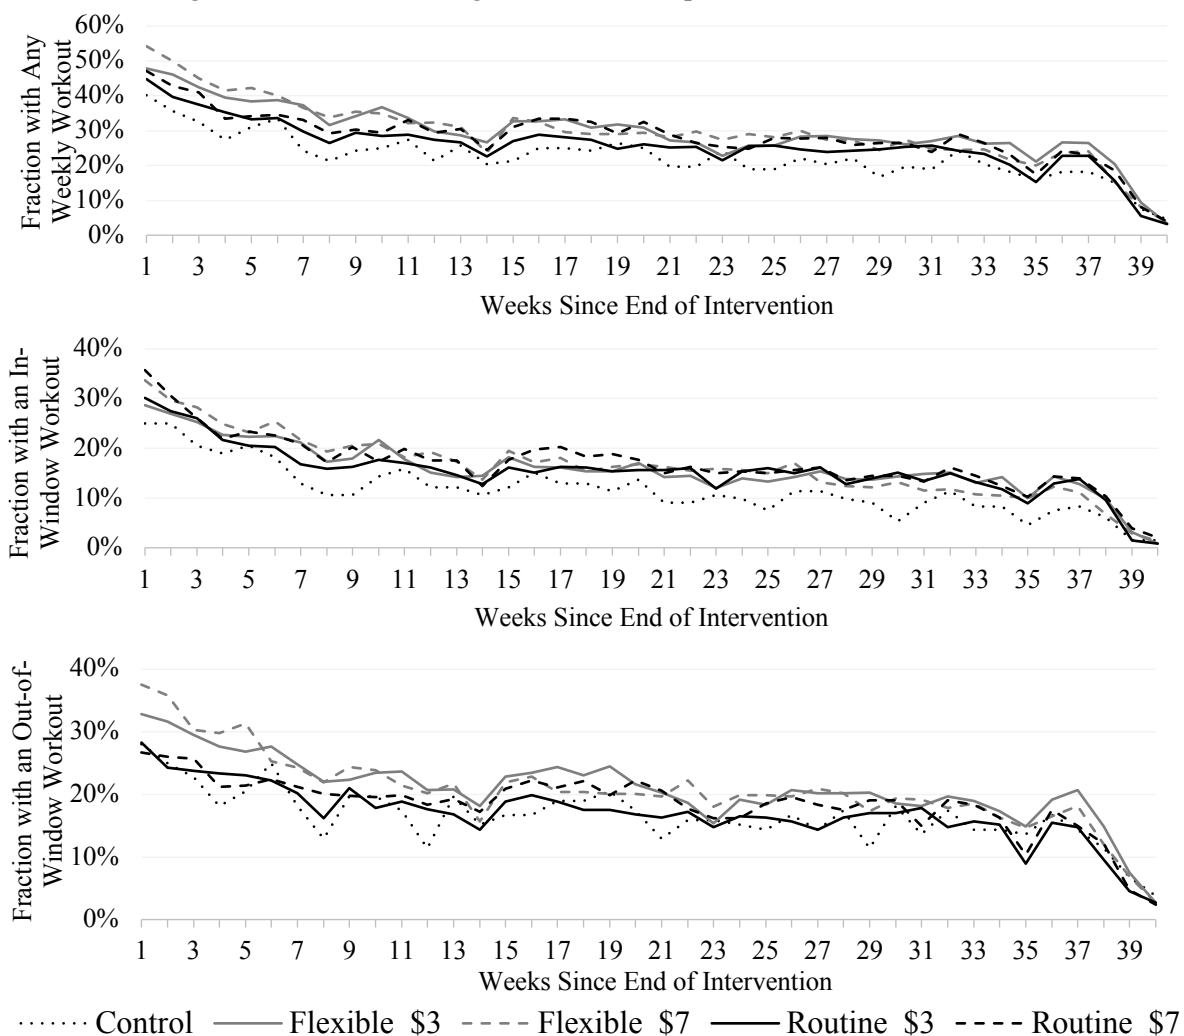 60%
50%
40%
30%
20%
10%
0%
Fraction with Any
Weekly Workout
1 3 5 7 9 11 13 15 17 19 21 23 25 27 29 31 33 35 37 39
Weeks Since End of Intervention
40%
30%
20%
10%
0%
Fraction with an In-
Window Workout
1 3 5 7 9 11 13 15 17 19 21 23 25 27 29 31 33 35 37 39
Weeks Since End of Intervention
40%
30%
20%
10%
0%
Fraction with an Out-of-
Window Workout
1 3 5 7 9 11 13 15 17 19 21 23 25 27 29 31 33 35 37 39
Weeks Since End of Intervention
Control Flexible $3 Flexible $7 Routine $3 Routine $7